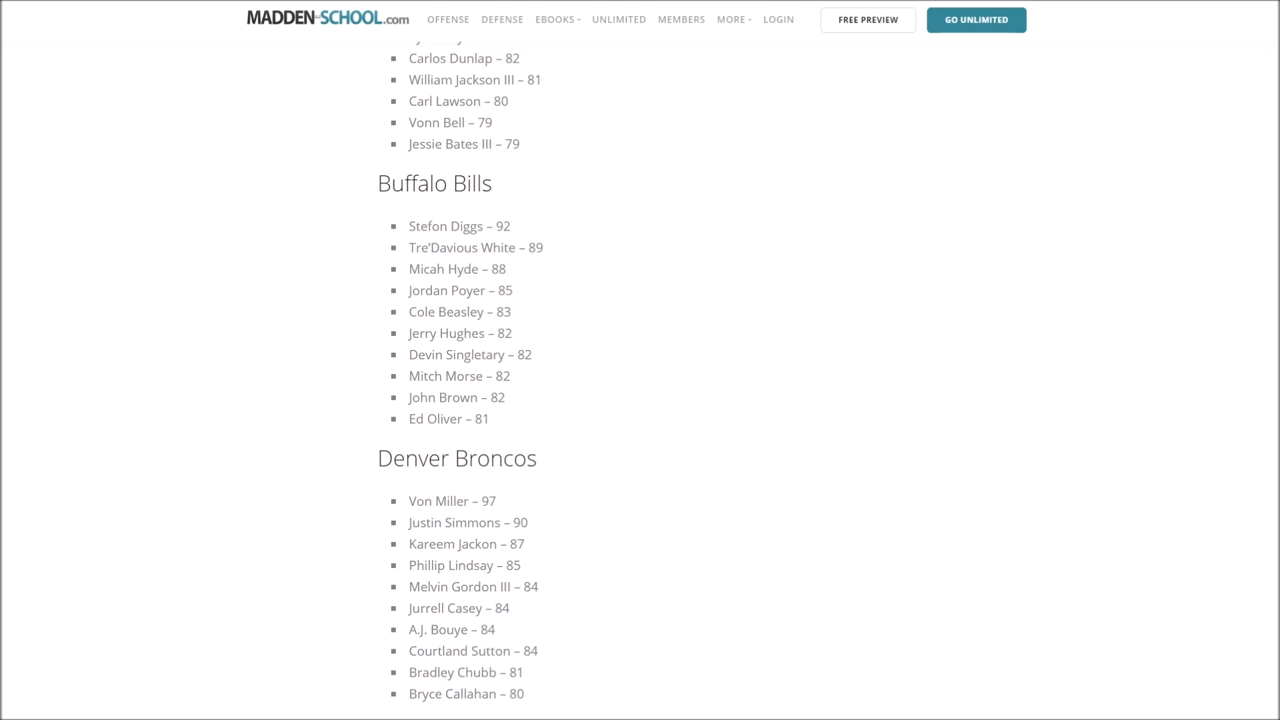 MADDEN-SCHOOL.com OFFENSE DEFENSE EBOOKS UNLIMITED MEMBERS MORE LOGIN FREE PREVIEW GO UNLIMITED
Carlos Dunlap – 82
William Jackson III – 81
Carl Lawson – 80
Vonn Bell – 79
Jessie Bates III – 79
Buffalo Bills
Stefon Diggs – 92
Tre’Davious White – 89
Micah Hyde – 88
Jordan Poyer – 85
Cole Beasley – 83
Jerry Hughes – 82
Devin Singletary – 82
Mitch Morse – 82
John Brown – 82
Ed Oliver – 81
Denver Broncos
Von Miller – 97
Justin Simmons – 90
Kareem Jackon – 87
Phillip Lindsay – 85
Melvin Gordon III – 84
Jurrell Casey – 84
A.J. Bouye – 84
Courtland Sutton – 84
Bradley Chubb – 81
Bryce Callahan – 80